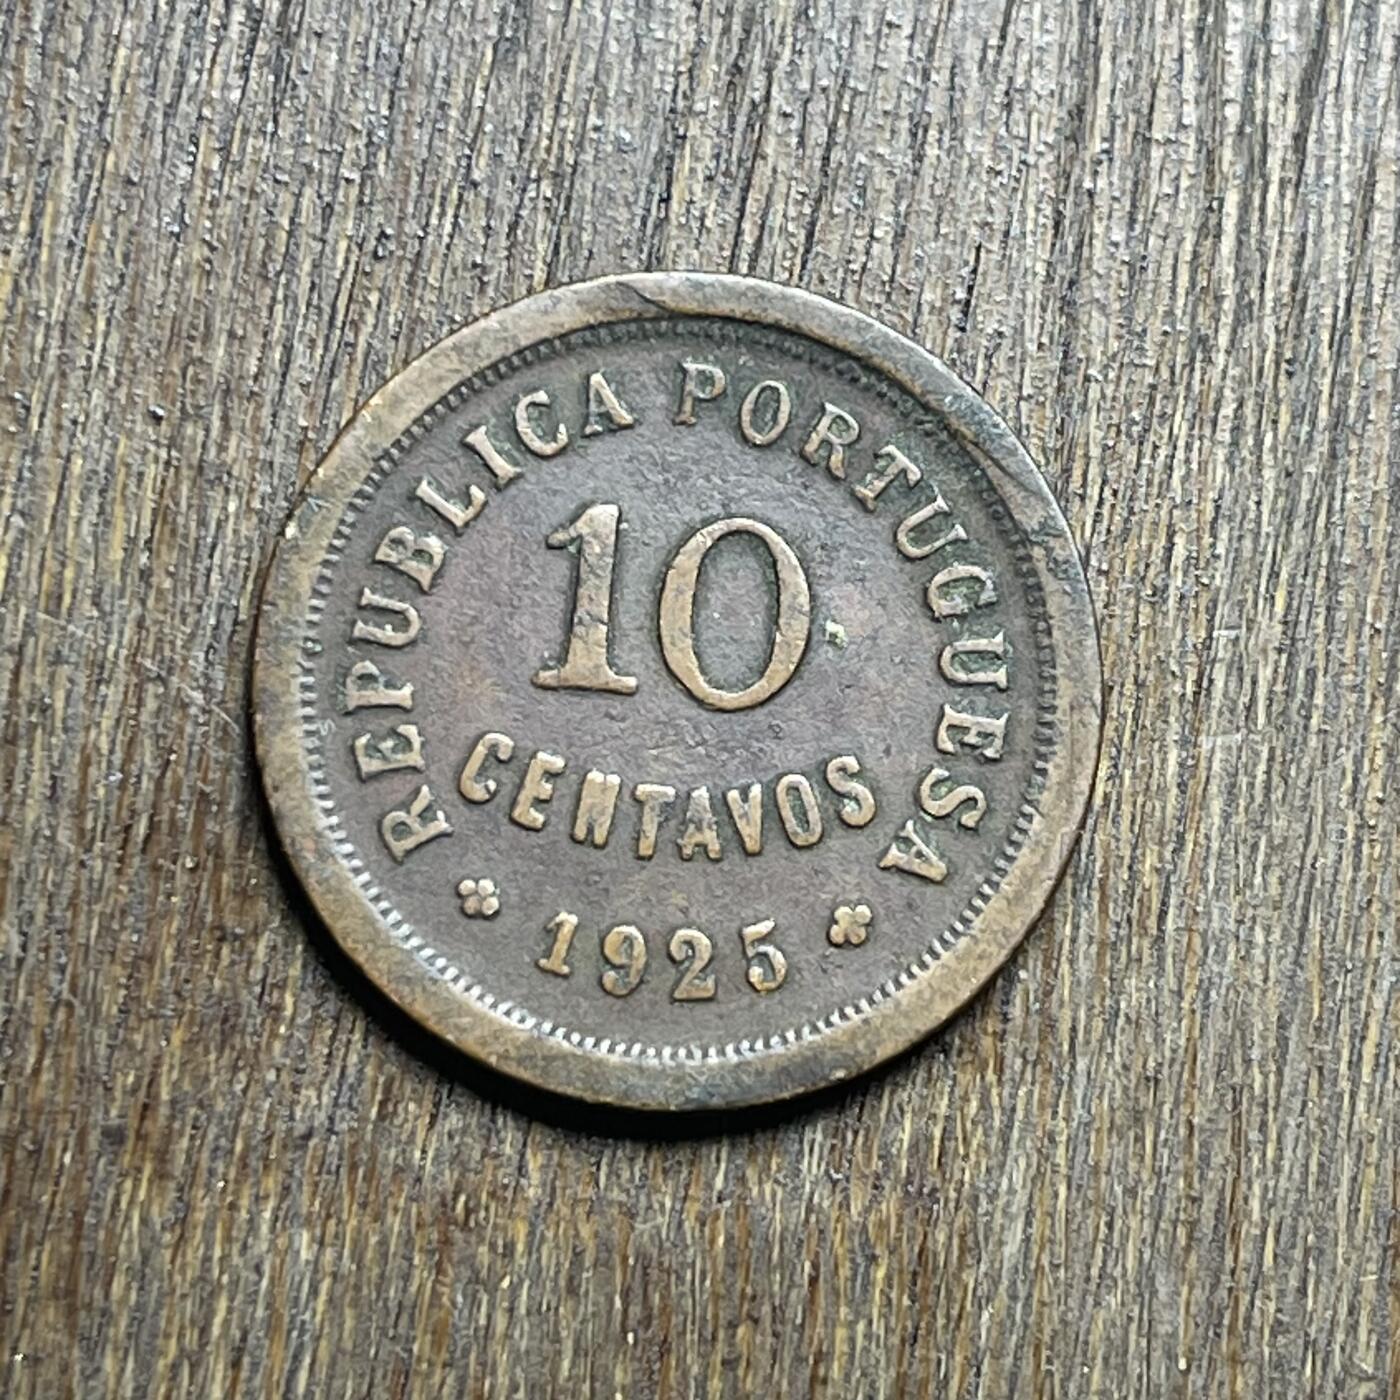 REPUBLICA PORTUGUESA
10
CENTAVOS
1925